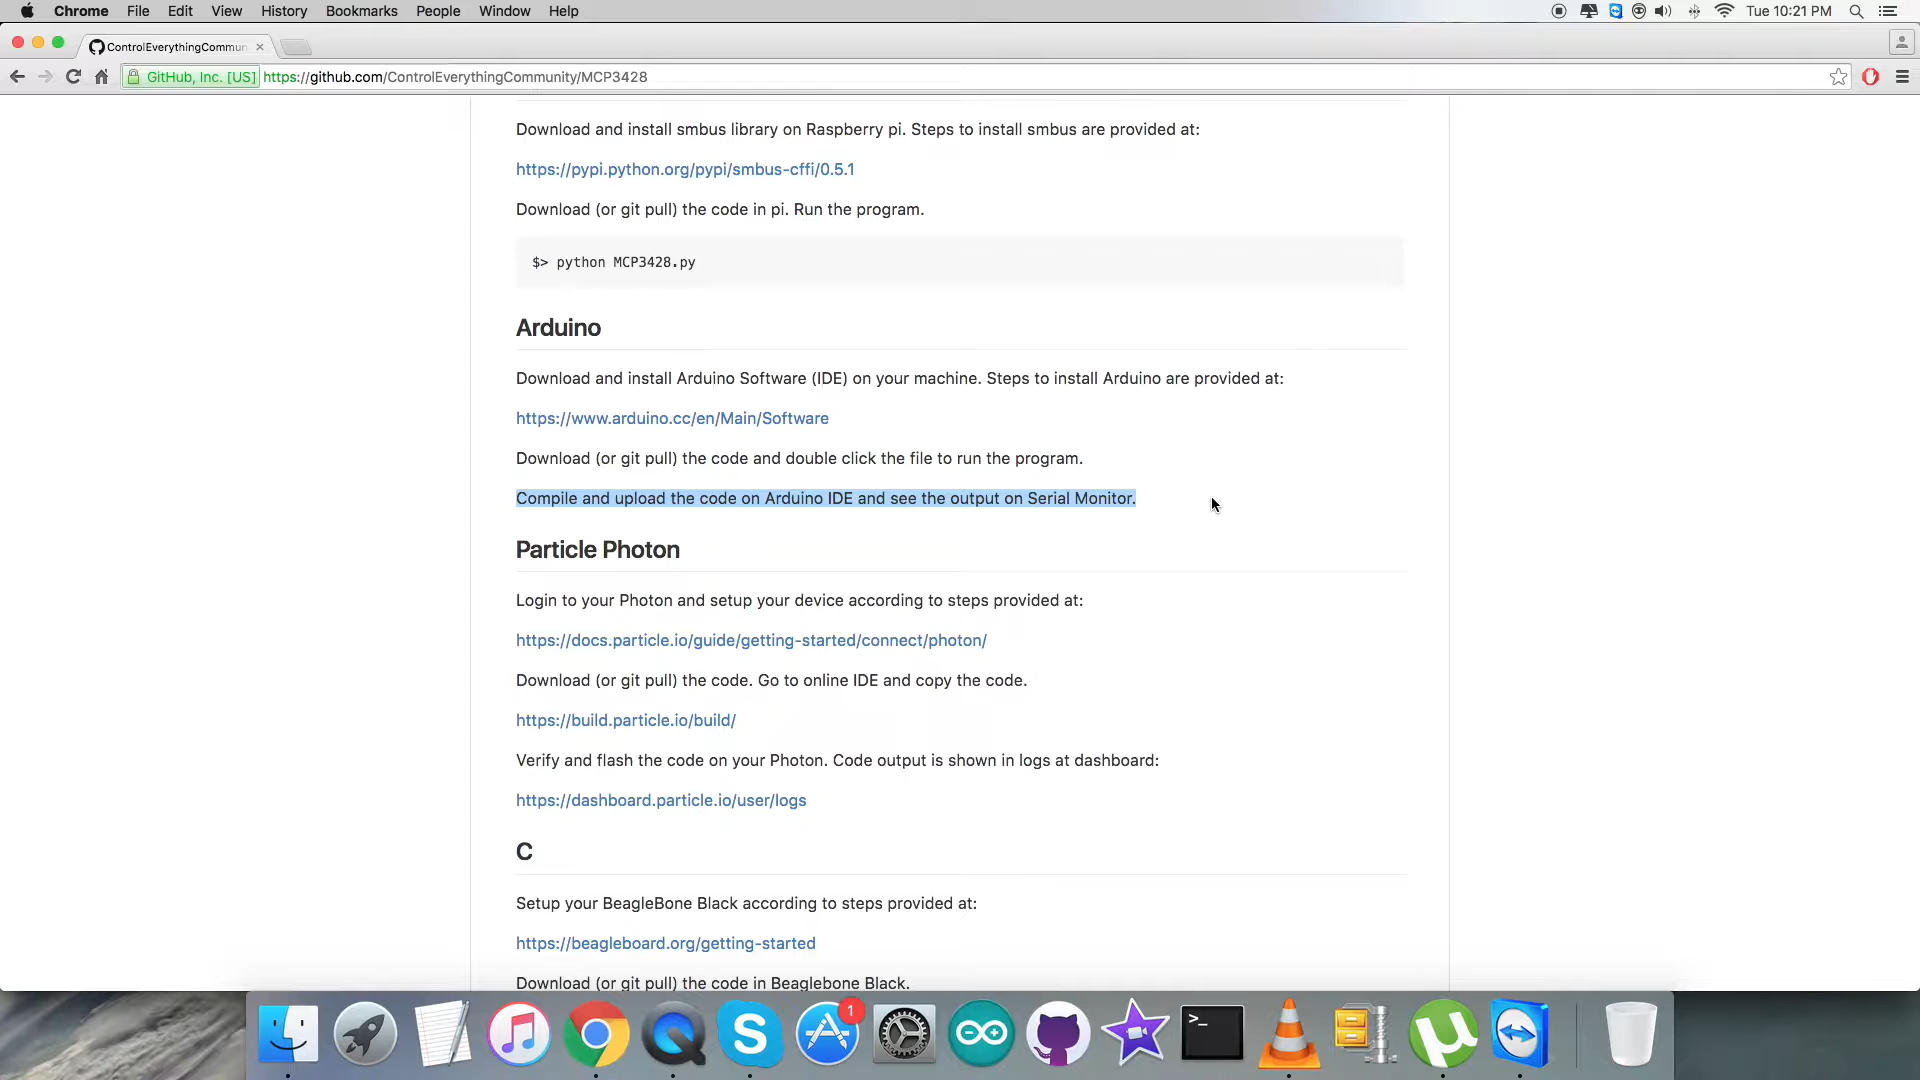 Chrome File Edit View History Bookmarks People Window Help Tue 10:21 PM
ControlEverythingCommun
GitHub, Inc. [US] https://github.com/ControlEverythingCommunity/MCP3428
Download and install smbus library on Raspberry pi. Steps to install smbus are provided at:
https://pypi.python.org/pypi/smbus-cffi/0.5.1
Download (or git pull) the code in pi. Run the program.
$> python MCP3428.py
Arduino
Download and install Arduino Software (IDE) on your machine. Steps to install Arduino are provided at:
https://www.arduino.cc/en/Main/Software
Download (or git pull) the code and double click the file to run the program.
Compile and upload the code on Arduino IDE and see the output on Serial Monitor.
Particle Photon
Login to your Photon and setup your device according to steps provided at:
https://docs.particle.io/guide/getting-started/connect/photon/
Download (or git pull) the code. Go to online IDE and copy the code.
https://build.particle.io/build/
Verify and flash the code on your Photon. Code output is shown in logs at dashboard:
https://dashboard.particle.io/user/logs
C
Setup your BeagleBone Black according to steps provided at:
https://beagleboard.org/getting-started
Download (or git pull) the code in Beaglebone Black.
1
>_